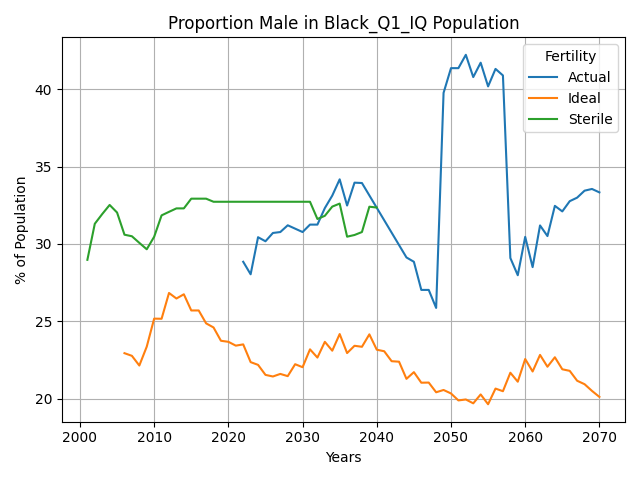 Proportion Male in Black_Q1_IQ Population
Fertility
Actual
Ideal
Sterile
% of Population
40
35
30
25
20
2000 2010 2020 2030 2040 2050 2060 2070
Years